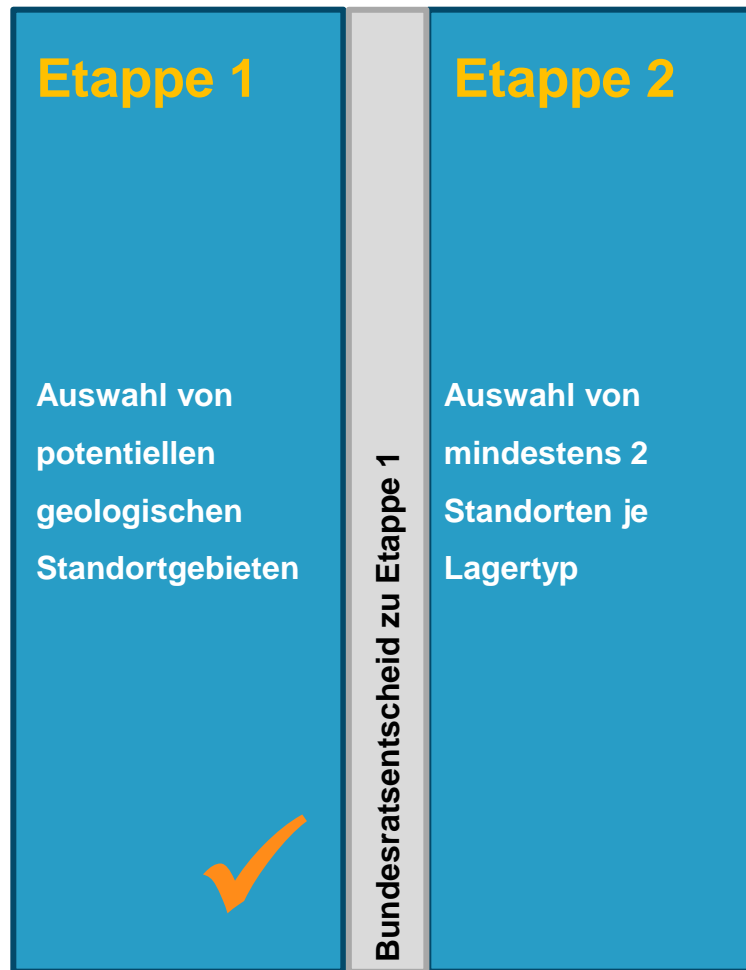 Etappe 1
Auswahl von
potentiellen
geologischen
Standortgebieten
Bundesratsentscheid zu Etappe 1
Etappe 2
Auswahl von
mindestens 2
Standorten je
Lagertyp